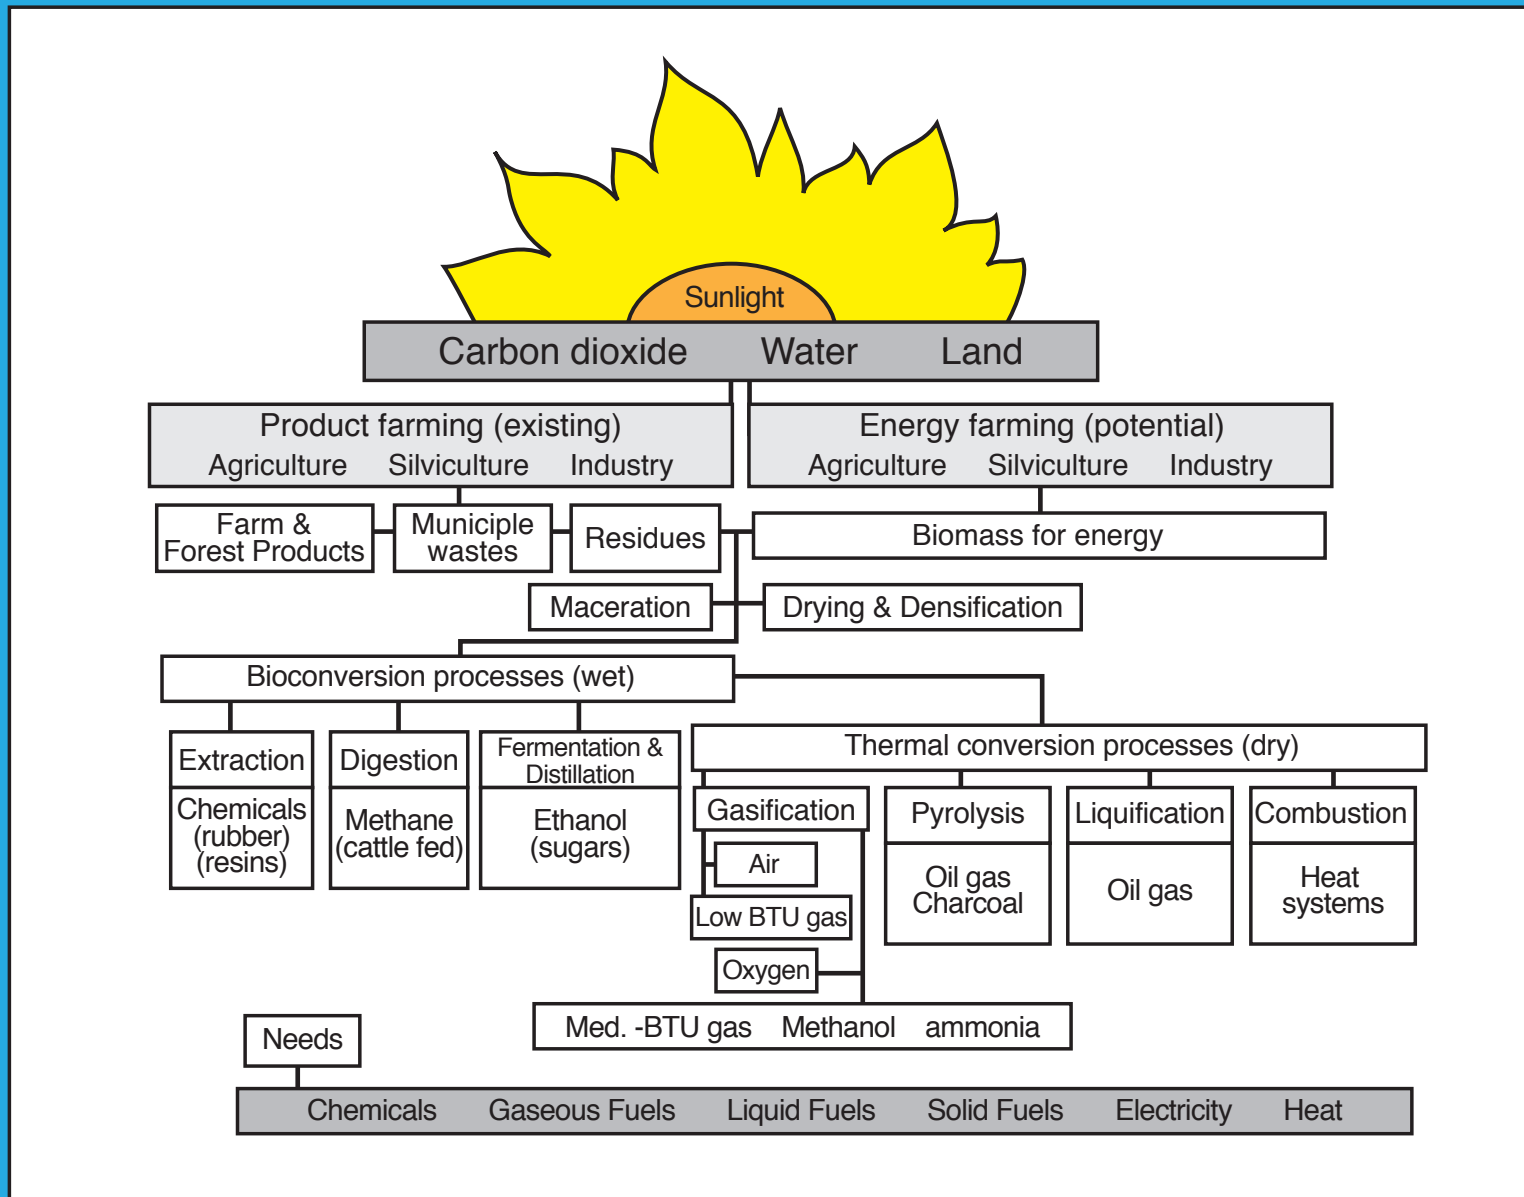 Sunlight
Carbon dioxide Water Land
Product farming (existing)
Agriculture Silviculture Industry
Energy farming (potential)
Agriculture Silviculture Industry
Farm &
Forest Products
Municiple
wastes
Residues
Biomass for energy
Maceration
Drying & Densification
Bioconversion processes (wet)
Extraction
Chemicals
(rubber)
(resins)
Digestion
Methane
(cattle fed)
Fermentation &
Distillation
Ethanol
(sugars)
Thermal conversion processes (dry)
Gasification
Air
Low BTU gas
Oxygen
Med. -BTU gas Methanol ammonia
Pyrolysis
Oil gas
Charcoal
Liquification
Oil gas
Combustion
Heat
systems
Needs
Chemicals Gaseous Fuels Liquid Fuels Solid Fuels Electricity Heat